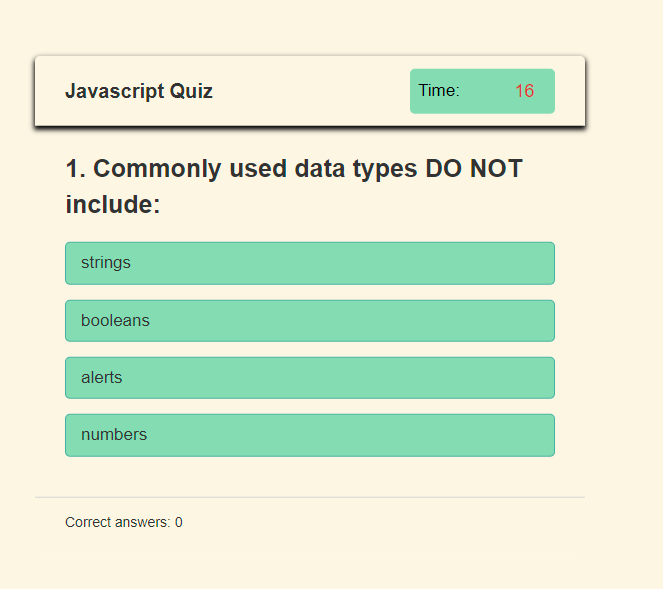 Javascript Quiz
Time: 16
1. Commonly used data types DO NOT
include:
strings
booleans
alerts
numbers
Correct answers: 0